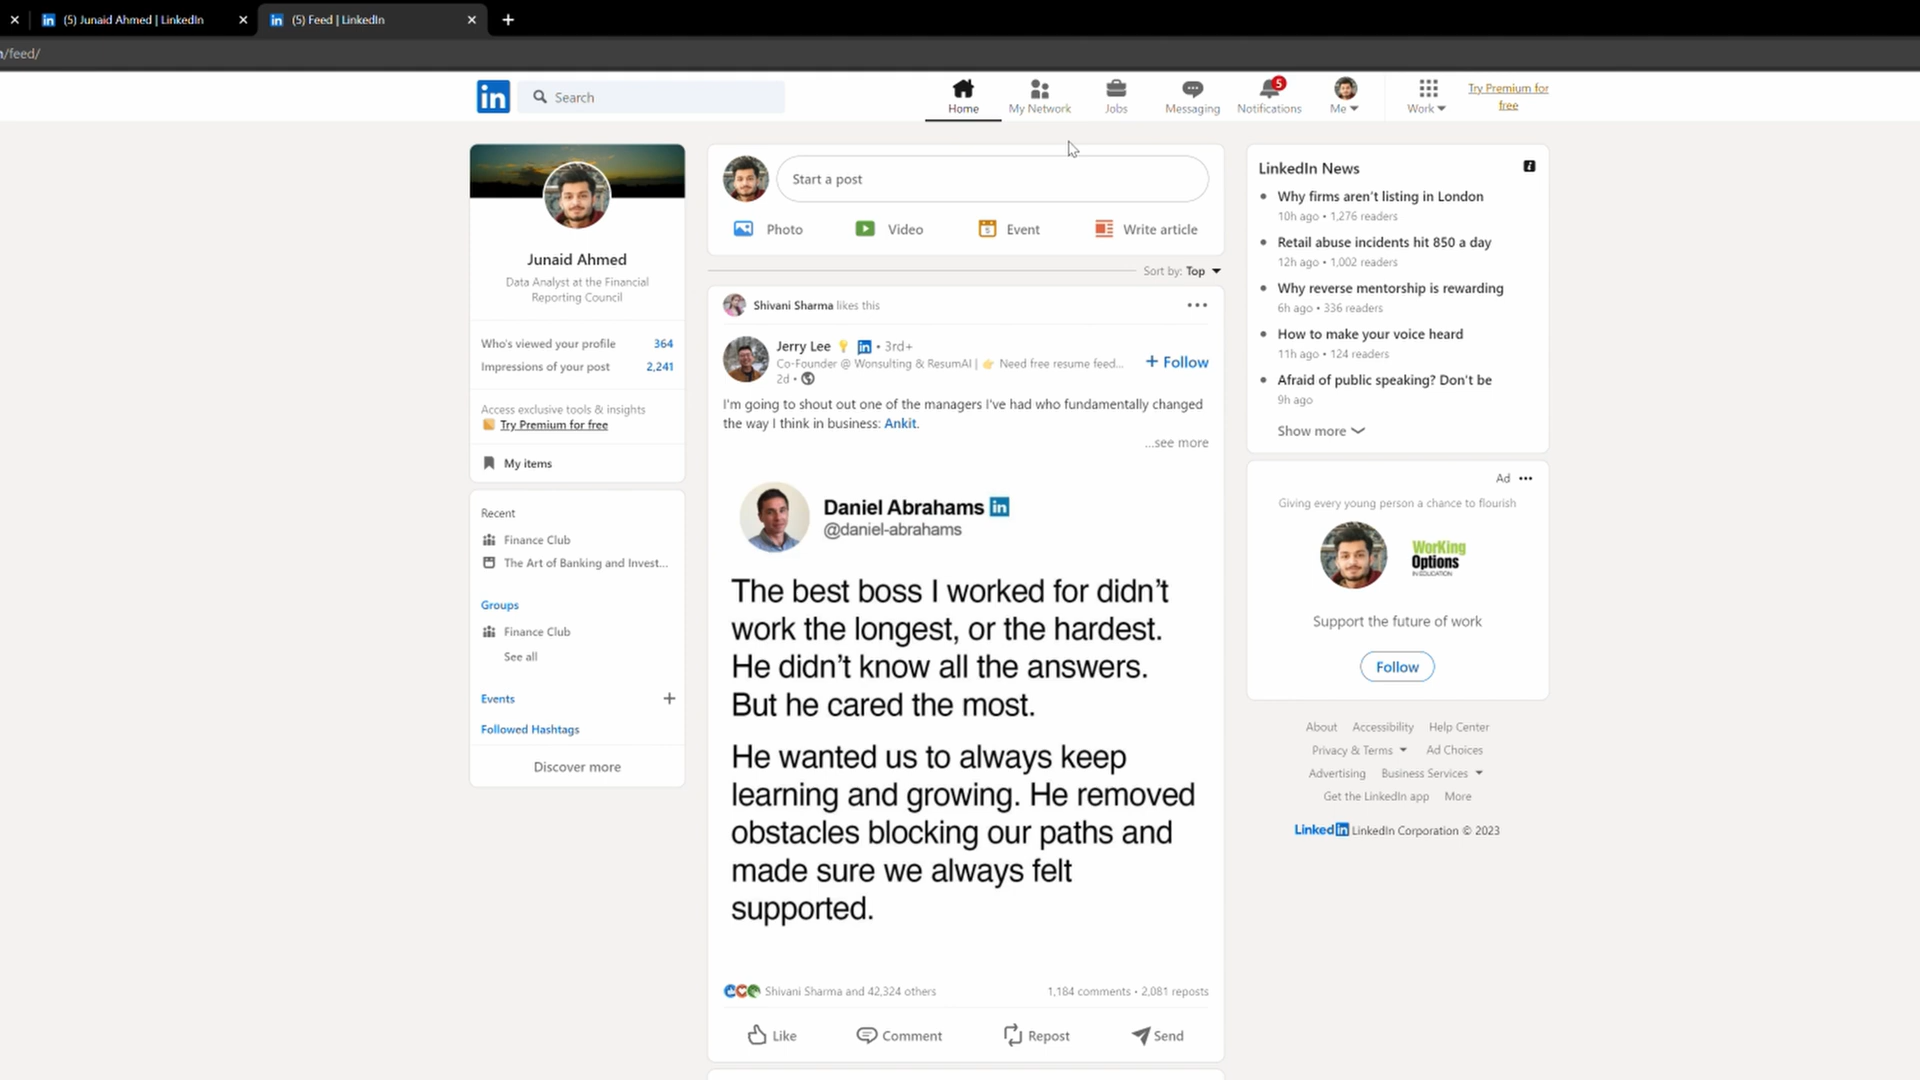 (5) Junaid Ahmed | LinkedIn
(5) Feed | LinkedIn
/feed/
in
Search
Home
My Network
Jobs
Messaging
5
Notifications
Me
Work
Try Premium for
free
Junaid Ahmed
Data Analyst at the Financial
Reporting Council
Who's viewed your profile 364
Impressions of your post 2,241
Access exclusive tools & insights
Try Premium for free
My items
Recent
Finance Club
The Art of Banking and Invest...
Groups
Finance Club
See all
Events
Followed Hashtags
Discover more
Start a post
Photo
Video
Event
Write article
Sort by: Top
Shivani Sharma likes this
Jerry Lee in • 3rd+
Co-Founder @ Wonsulting & ResumAI | Need free resume feed...
2d •
+ Follow
I'm going to shout out one of the managers I've had who fundamentally changed
the way I think in business: Ankit.
...see more
Daniel Abrahams in
@daniel-abrahams
The best boss I worked for didn't
work the longest, or the hardest.
He didn't know all the answers.
But he cared the most.
He wanted us to always keep
learning and growing. He removed
obstacles blocking our paths and
made sure we always felt
supported.
Shivani Sharma and 42,324 others
1,184 comments • 2,081 reposts
Like
Comment
Repost
Send
LinkedIn News
Why firms aren't listing in London
10h ago • 1,276 readers
Retail abuse incidents hit 850 a day
12h ago • 1,002 readers
Why reverse mentorship is rewarding
6h ago • 336 readers
How to make your voice heard
11h ago • 124 readers
Afraid of public speaking? Don't be
9h ago
Show more
Ad
Giving every young person a chance to flourish
WorKing
Options
IN EDUCATION
Support the future of work
Follow
About Accessibility Help Center
Privacy & Terms Ad Choices
Advertising Business Services
Get the LinkedIn app More
LinkedIn LinkedIn Corporation © 2023